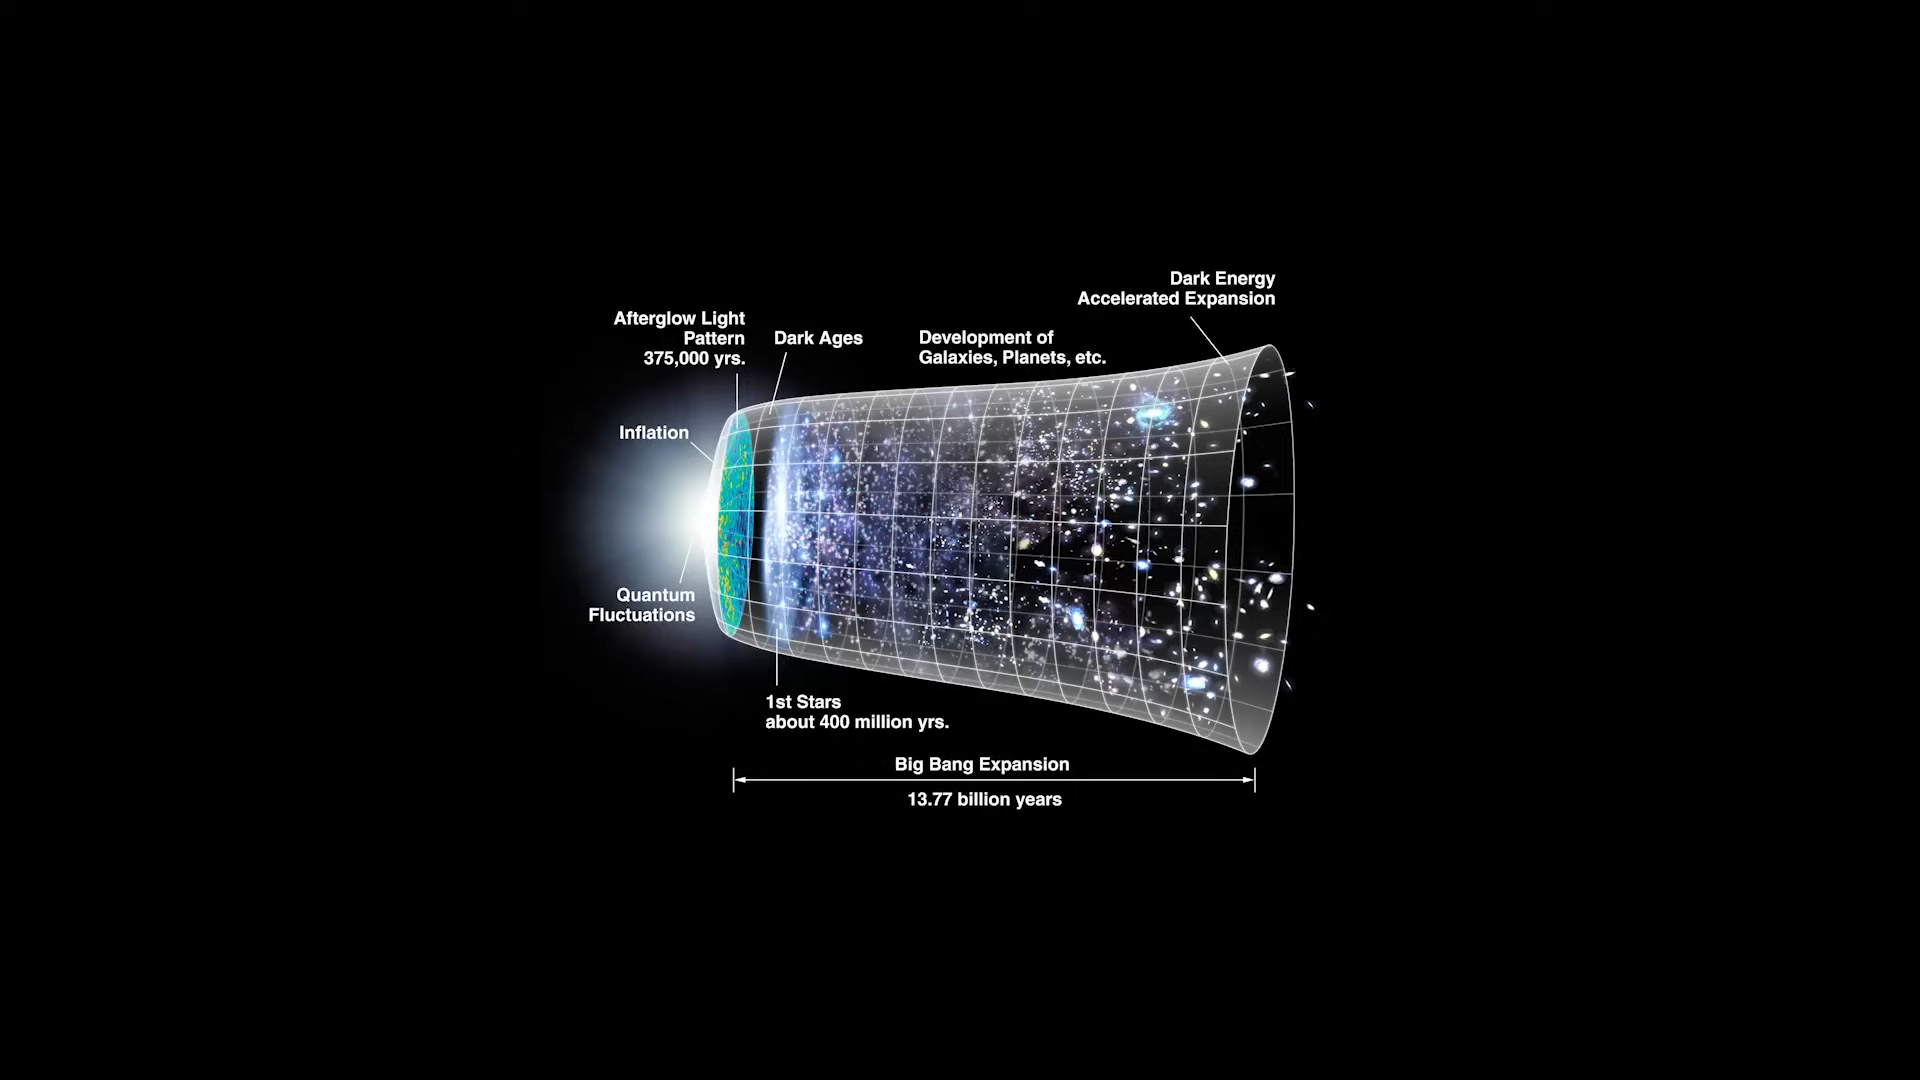 Dark Energy
Accelerated Expansion
Afterglow Light
Pattern
375,000 yrs.
Dark Ages
Development of
Galaxies, Planets, etc.
Inflation
Quantum
Fluctuations
1st Stars
about 400 million yrs.
Big Bang Expansion
13.77 billion years